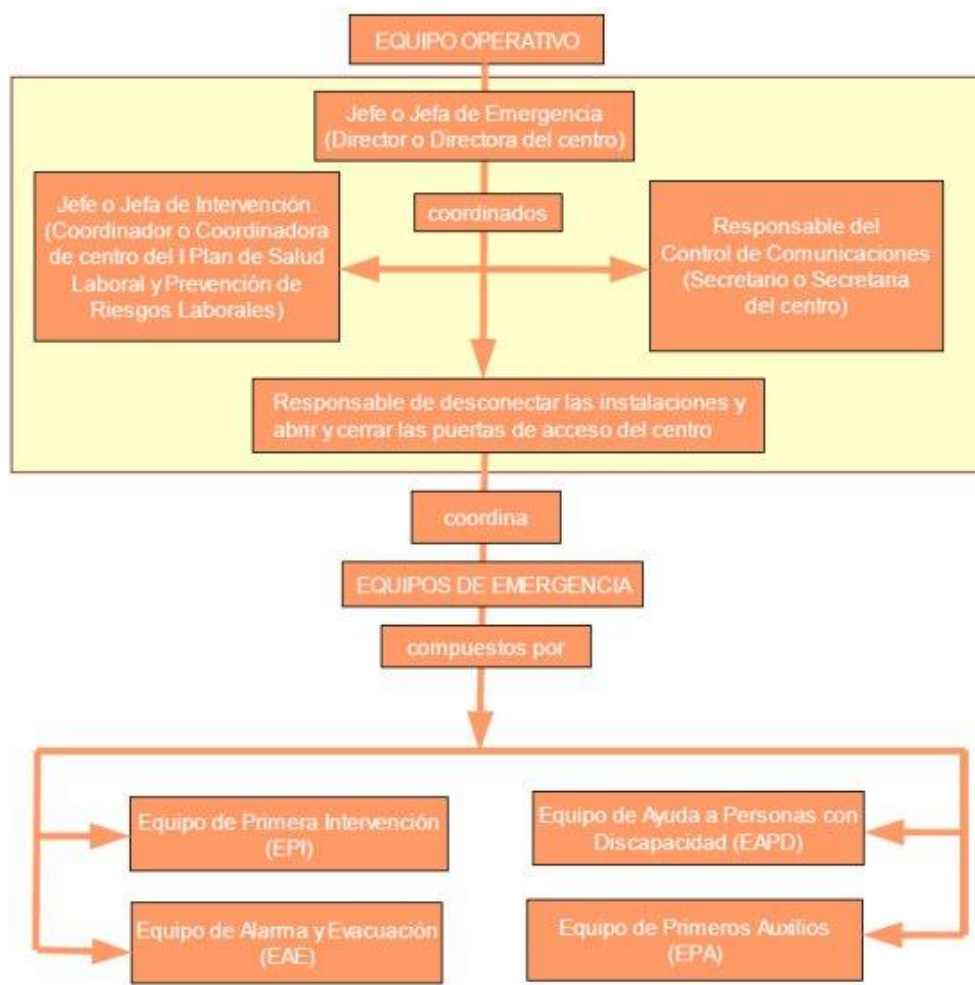 EQUIPO OPERATIVO
Jefe o Jefa de Emergencia
(Director o Directora del centro)
Jefe o Jefa de Intervención
(Coordinador o Coordinadora
de centro del I Plan de Salud
Laboral y Prevención de
Riesgos Laborales)
coordinados
Responsable del
Control de Comunicaciones
(Secretario o Secretaria
del centro)
Responsable de desconectar las instalaciones y
abrir y cerrar las puertas de acceso del centro
coordina
EQUIPOS DE EMERGENCIA
compuestos por
Equipo de Primera Intervención
(EPI)
Equipo de Ayuda a Personas con
Discapacidad (EAPD)
Equipo de Alarma y Evacuación
(EAE)
Equipo de Primeros Auxilios
(EPA)